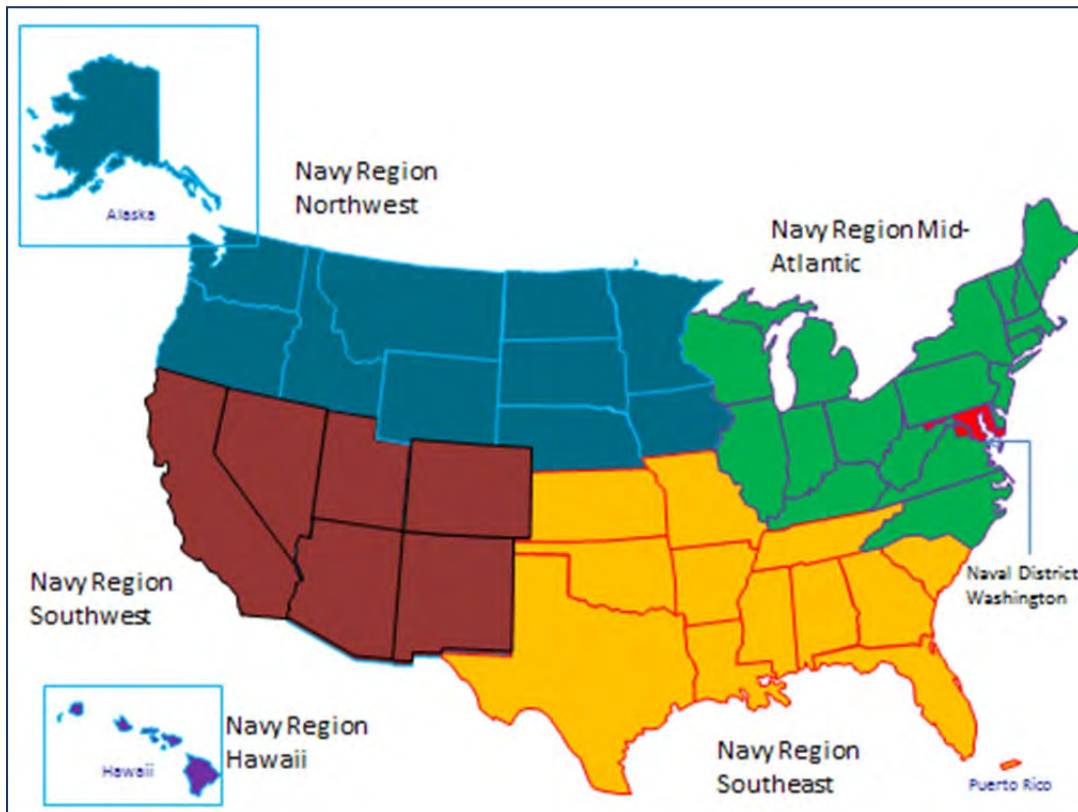 Alaska
Navy Region
Northwest
Navy Region Mid-
Atlantic
Navy Region
Southwest
Naval District
Washington
Hawaii
Navy Region
Hawaii
Navy Region
Southeast
Puerto Rico